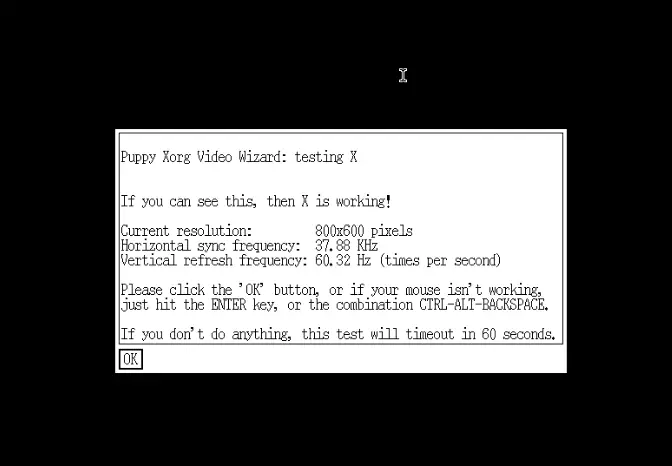 Puppy Xorg Video Wizard: testing X
If you can see this, then X is working!
Current resolution: 800x600 pixels
Horizontal sync frequency: 37.88 KHz
Vertical refresh frequency: 60.32 Hz (times per second)
Please click the 'OK' button, or if your mouse isn't working,
just hit the ENTER key, or the combination CTRL-ALT-BACKSPACE.
If you don't do anything, this test will timeout in 60 seconds.
OK